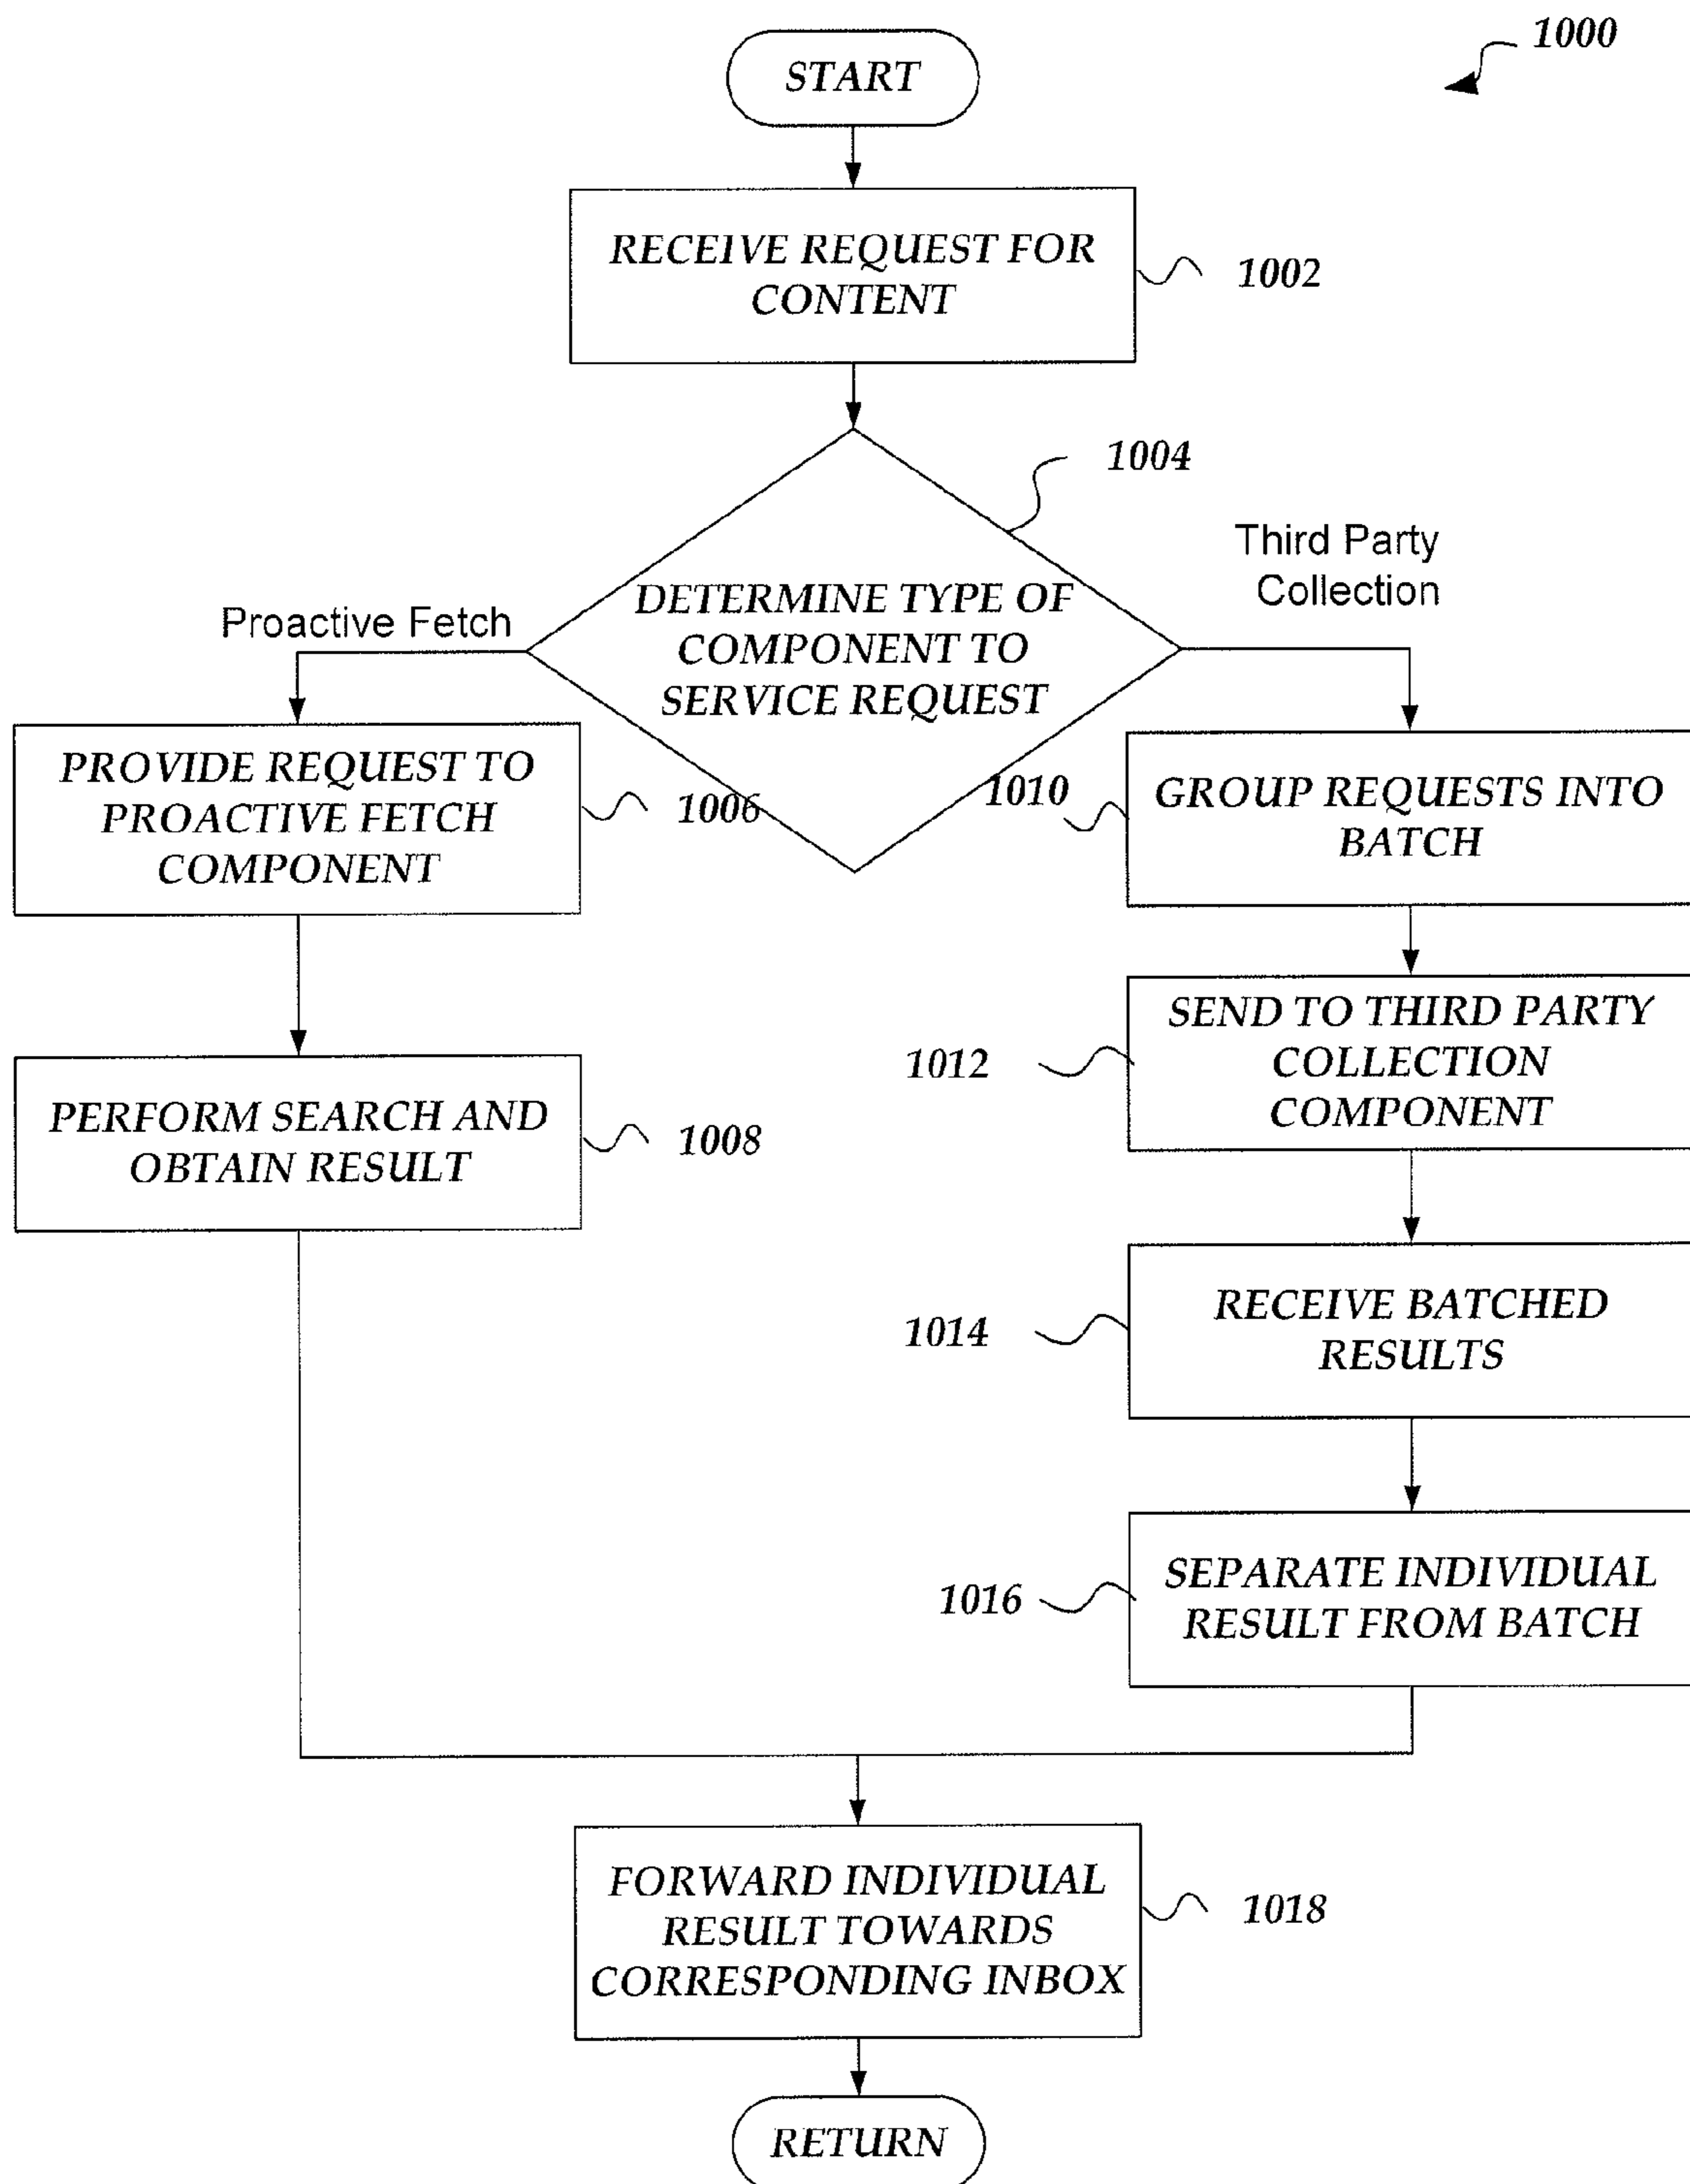 1000
START
RECEIVE REQUEST FOR
CONTENT
1002
1004
DETERMINE TYPE OF
COMPONENT TO
SERVICE REQUEST
Proactive Fetch
Third Party
Collection
PROVIDE REQUEST TO
PROACTIVE FETCH
COMPONENT
1006
PERFORM SEARCH AND
OBTAIN RESULT
1008
1010
GROUP REQUESTS INTO
BATCH
1012
SEND TO THIRD PARTY
COLLECTION
COMPONENT
1014
RECEIVE BATCHED
RESULTS
1016
SEPARATE INDIVIDUAL
RESULT FROM BATCH
FORWARD INDIVIDUAL
RESULT TOWARDS
CORRESPONDING INBOX
1018
RETURN